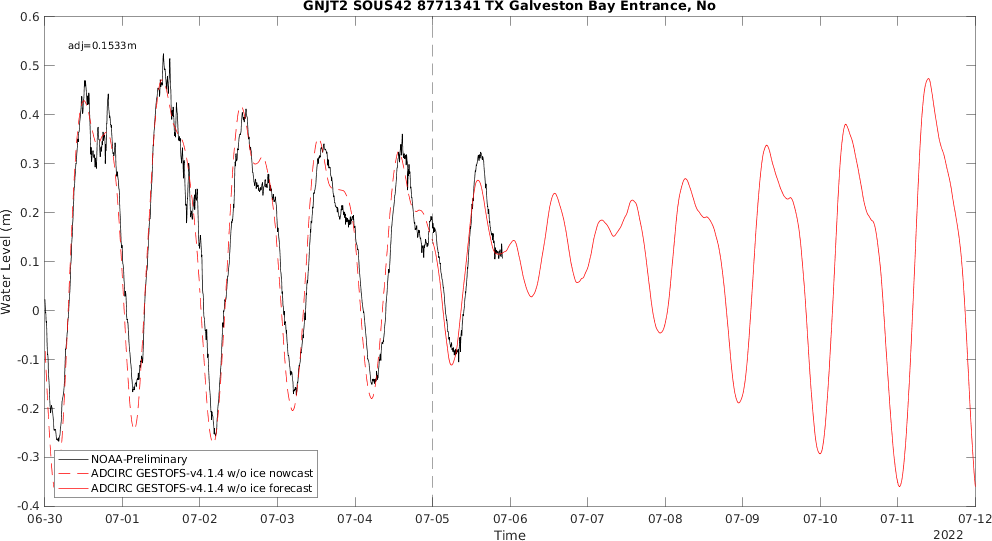 GNJT2 SOUS42 8771341 TX Galveston Bay Entrance, No
adj=0.1533m
0.6
0.5
0.4
0.3
0.2
0.1
0
-0.1
-0.2
-0.3
-0.4
Water Level (m)
NOAA-Preliminary
ADCIRC GESTOFS-v4.1.4 w/o ice nowcast
ADCIRC GESTOFS-v4.1.4 w/o ice forecast
06-30 07-01 07-02 07-03 07-04 07-05 07-06 07-07 07-08 07-09 07-10 07-11 07-12
Time
2022